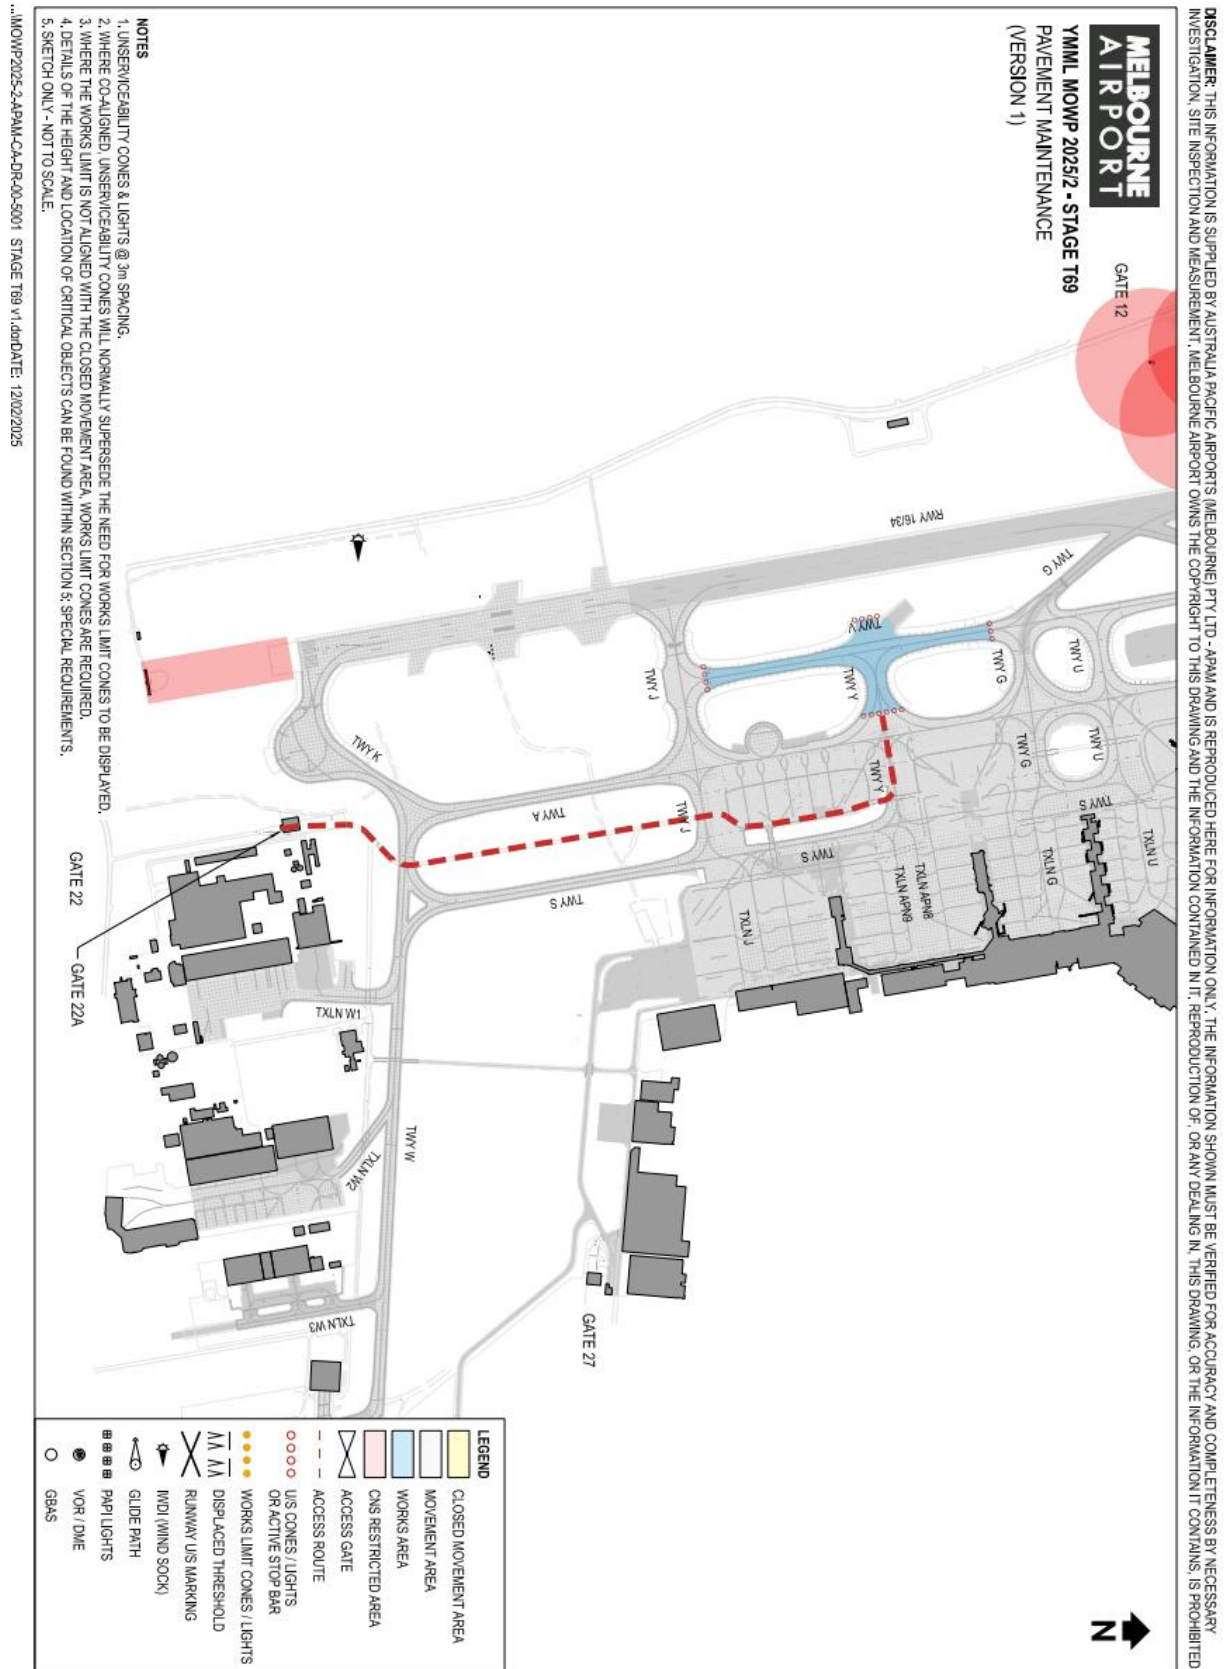 DISCLAIMER: THIS INFORMATION IS SUPPLIED BY AUSTRALIA PACIFIC AIRPORTS (MELBOURNE) PTY LTD - APAM AND IS REPRODUCED HERE FOR INFORMATION ONLY. THE INFORMATION SHOWN MUST BE VERIFIED FOR ACCURACY AND COMPLETENESS BY NECESSARY
INVESTIGATION, SITE INSPECTION AND MEASUREMENT. MELBOURNE AIRPORT OWNS THE COPYRIGHT TO THIS DRAWING AND THE INFORMATION CONTAINED IN IT. REPRODUCTION OF, OR ANY DEALING IN, THIS DRAWING, OR THE INFORMATION IT CONTAINS, IS PROHIBITED
MELBOURNE
AIRPORT
YMML MOWP 2025/2 - STAGE T69
PAVEMENT MAINTENANCE
(VERSION 1)
GATE 12
N
RWY 16/34
TWY G
TWY U
TWY G
TWY V
TWY Y
TWY J
TWY U
TWY G
TWY Y
TWY S
TXLN U
TXLN G
TXLN APN8
TXLN APN9
TWY S
TXLN J
TWY J
TWY A
TWY K
TWY S
GATE 22
GATE 22A
TXLN W1
TWY W
TXLN W2
TXLN W3
GATE 27
NOTES
1. UNSERVICEABILITY CONES & LIGHTS @ 3m SPACING.
2. WHERE CO-ALIGNED, UNSERVICEABILITY CONES WILL NORMALLY SUPERSEDE THE NEED FOR WORKS LIMIT CONES TO BE DISPLAYED.
3. WHERE THE WORKS LIMIT IS NOT ALIGNED WITH THE CLOSED MOVEMENT AREA, WORKS LIMIT CONES ARE REQUIRED.
4. DETAILS OF THE HEIGHT AND LOCATION OF CRITICAL OBJECTS CAN BE FOUND WITHIN SECTION 5: SPECIAL REQUIREMENTS.
5. SKETCH ONLY - NOT TO SCALE.
LEGEND
CLOSED MOVEMENT AREA
MOVEMENT AREA
WORKS AREA
CNS RESTRICTED AREA
ACCESS GATE
ACCESS ROUTE
U/S CONES / LIGHTS
OR ACTIVE STOP BAR
WORKS LIMIT CONES / LIGHTS
DISPLACED THRESHOLD
RUNWAY U/S MARKING
IWDI (WIND SOCK)
GLIDE PATH
PAPI LIGHTS
VOR / DME
GBAS
...\MOWP2025-2-APAM-CA-DR-00-5001 STAGE T69 v1.dgnDATE: 12/02/2025